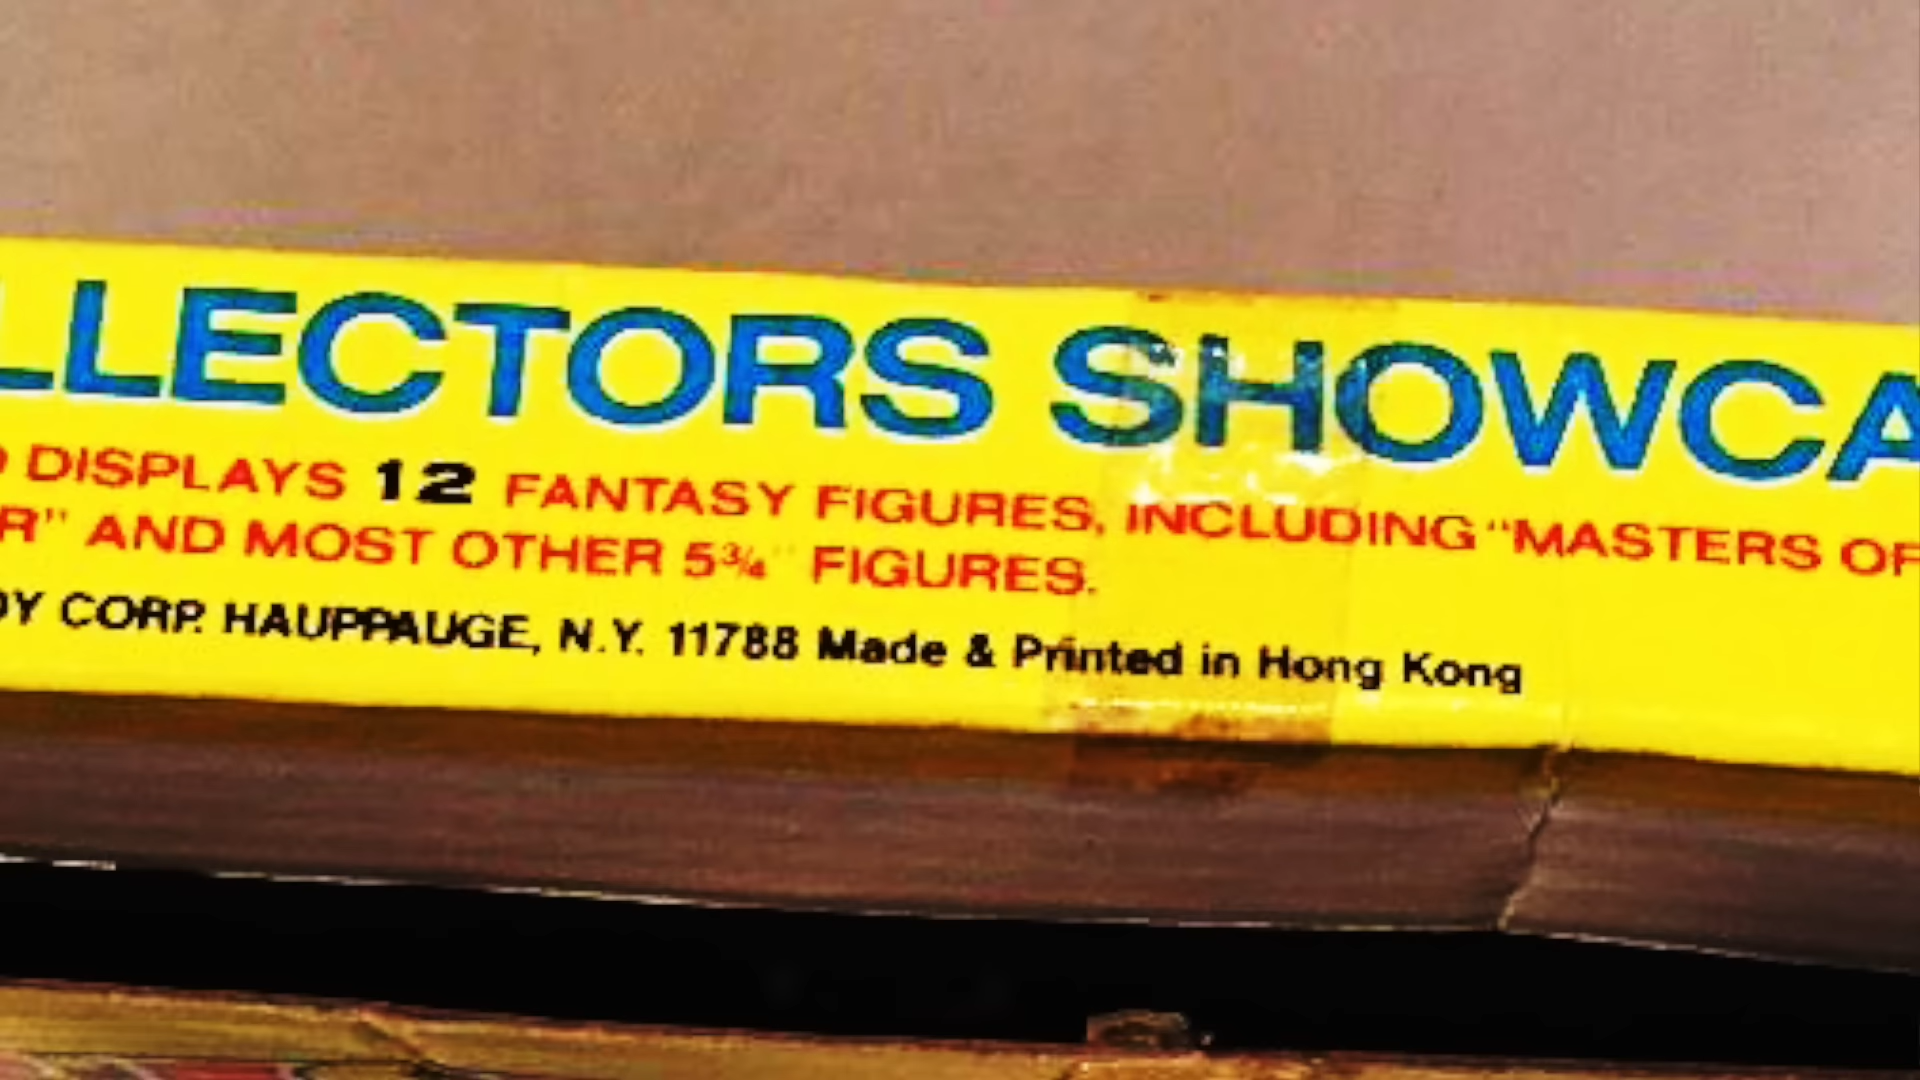 LLECTORS SHOWCA
DISPLAYS 12 FANTASY FIGURES, INCLUDING "MASTERS OF
R" AND MOST OTHER 5¾" FIGURES.
OY CORP. HAUPPAUGE, N.Y. 11788 Made & Printed in Hong Kong